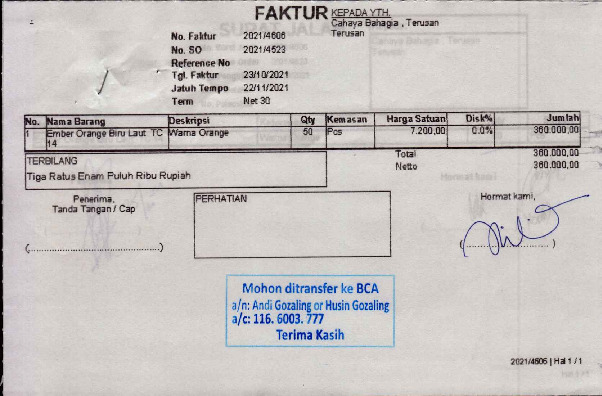 FAKTUR
KEPADA YTH.
Cahaya Bahagia , Terusan
Terusan
No. Faktur 2021/4606
No. SO 2021/4523
Reference No
Tgl. Faktur 23/10/2021
Jatuh Tempo 22/11/2021
Term Net 30
No. Nama Barang Deskripsi Qty Kemasan Harga Satuan Disk% Jumlah
1 Ember Orange Biru Laut TC Warna Orange 50 Pcs 7.200,00 0.0% 360.000,00
14
TERBILANG
Tiga Ratus Enam Puluh Ribu Rupiah
Total 360.000,00
Netto 360.000,00
Penerima,
Tanda Tangan / Cap
(...............................................)
PERHATIAN
Hormat kami,
(...............................)
Mohon ditransfer ke BCA
a/n: Andi Gozaling or Husin Gozaling
a/c: 116. 6003. 777
Terima Kasih
2021/4606 | Hal 1 / 1